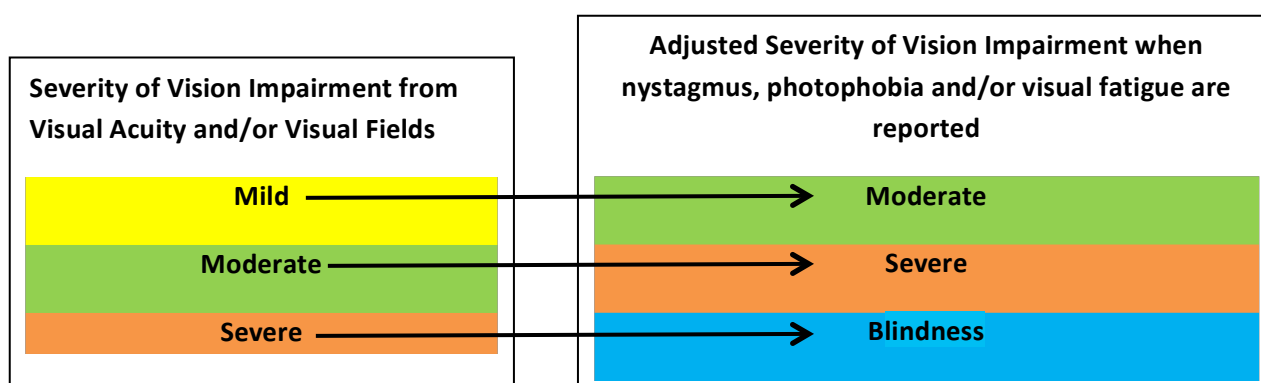 Severity of Vision Impairment from
Visual Acuity and/or Visual Fields
Mild
Moderate
Severe
Adjusted Severity of Vision Impairment when
nystagmus, photophobia and/or visual fatigue are
reported
Moderate
Severe
Blindness